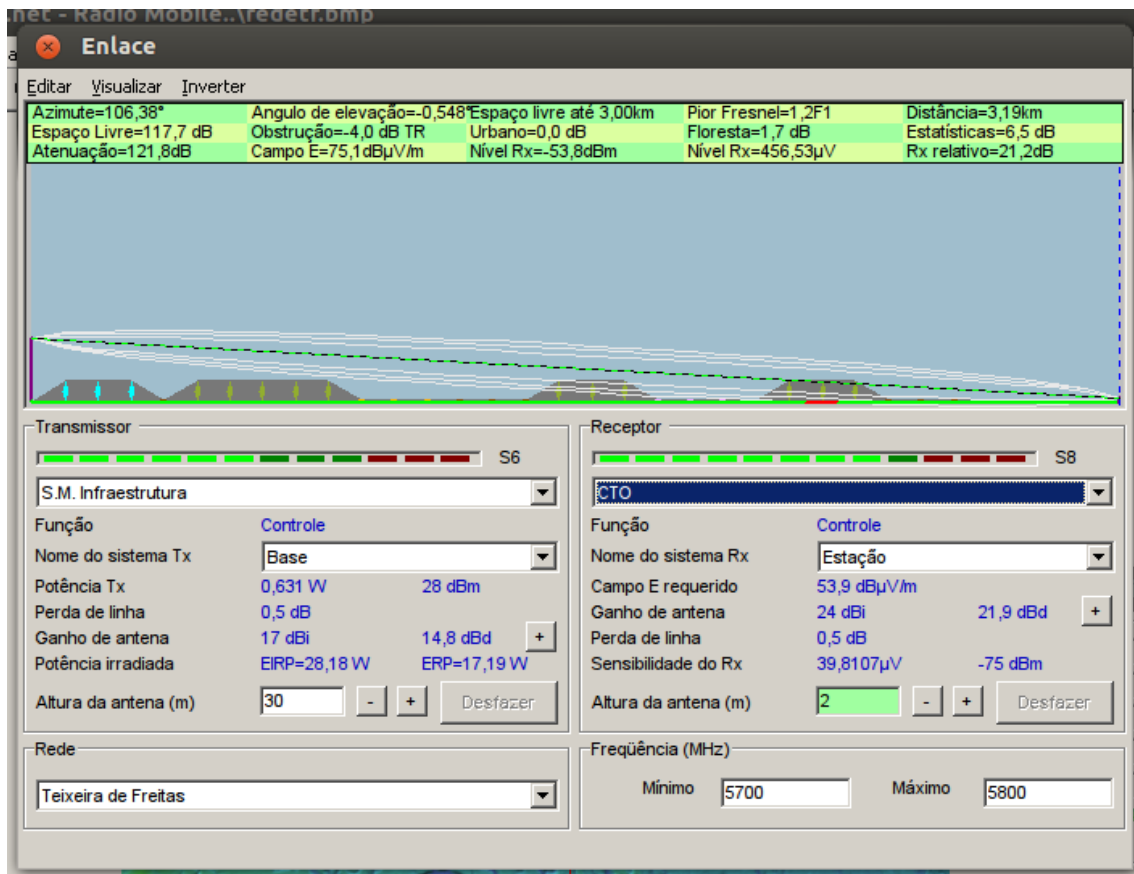 .net - Radio Mobile..\redetr.bmp
Enlace
Editar Visualizar Inverter
Azimute=106,38° Angulo de elevação=-0,548° Espaço livre até 3,00km Pior Fresnel=1,2F1 Distância=3,19km
Espaço Livre=117,7 dB Obstrução=-4,0 dB TR Urbano=0,0 dB Floresta=1,7 dB Estatísticas=6,5 dB
Atenuação=121,8dB Campo E=75,1dBµV/m Nível Rx=-53,8dBm Nível Rx=456,53µV Rx relativo=21,2dB
Transmissor
S6
S.M. Infraestrutura
Função Controle
Nome do sistema Tx Base
Potência Tx 0,631 W 28 dBm
Perda de linha 0,5 dB
Ganho de antena 17 dBi 14,8 dBd +
Potência irradiada EIRP=28,18 W ERP=17,19 W
Altura da antena (m) 30 - + Desfazer
Receptor
S8
CTO
Função Controle
Nome do sistema Rx Estação
Campo E requerido 53,9 dBµV/m
Ganho de antena 24 dBi 21,9 dBd +
Perda de linha 0,5 dB
Sensibilidade do Rx 39,8107µV -75 dBm
Altura da antena (m) 2 - + Desfazer
Rede
Teixeira de Freitas
Freqüência (MHz)
Mínimo 5700 Máximo 5800